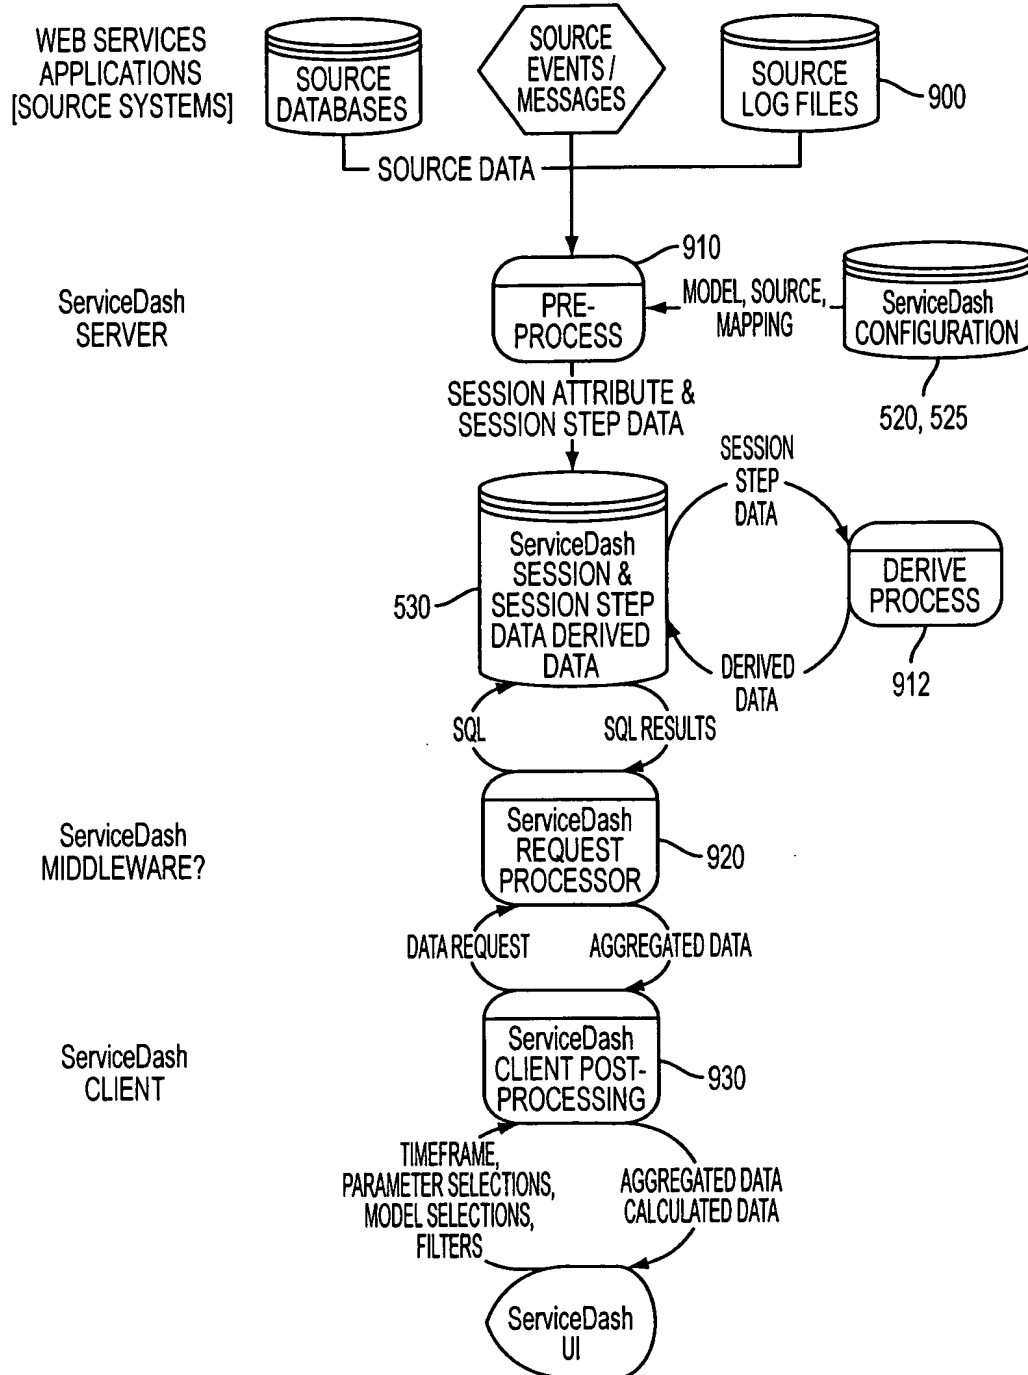 WEB SERVICES
APPLICATIONS
[SOURCE SYSTEMS]
SOURCE
DATABASES
SOURCE
EVENTS /
MESSAGES
SOURCE
LOG FILES
900
SOURCE DATA
910
ServiceDash
SERVER
PRE-
PROCESS
MODEL, SOURCE,
MAPPING
ServiceDash
CONFIGURATION
520, 525
SESSION ATTRIBUTE &
SESSION STEP DATA
SESSION
STEP
DATA
530
ServiceDash
SESSION &
SESSION STEP
DATA DERIVED
DATA
DERIVE
PROCESS
912
DERIVED
DATA
SQL
SQL RESULTS
ServiceDash
MIDDLEWARE?
ServiceDash
REQUEST
PROCESSOR
920
DATA REQUEST
AGGREGATED DATA
ServiceDash
CLIENT
ServiceDash
CLIENT POST-
PROCESSING
930
TIMEFRAME,
PARAMETER SELECTIONS,
MODEL SELECTIONS,
FILTERS
AGGREGATED DATA
CALCULATED DATA
ServiceDash
UI